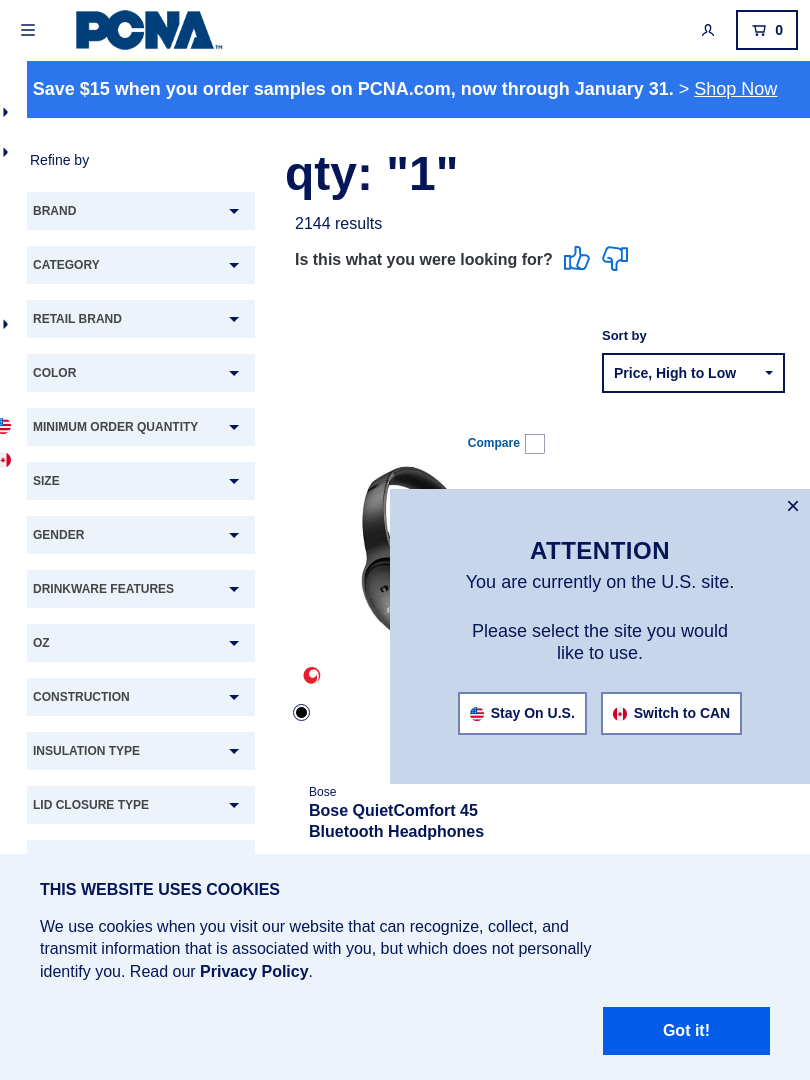 PCNA™
0
Save $15 when you order samples on PCNA.com, now through January 31. > Shop Now
Refine by
BRAND
CATEGORY
RETAIL BRAND
COLOR
MINIMUM ORDER QUANTITY
SIZE
GENDER
DRINKWARE FEATURES
OZ
CONSTRUCTION
INSULATION TYPE
LID CLOSURE TYPE
qty: "1"
2144 results
Is this what you were looking for?
Sort by
Price, High to Low
Compare
ATTENTION
You are currently on the U.S. site.
Please select the site you would
like to use.
Stay On U.S.
Switch to CAN
Bose
Bose QuietComfort 45
Bluetooth Headphones
THIS WEBSITE USES COOKIES
We use cookies when you visit our website that can recognize, collect, and
transmit information that is associated with you, but which does not personally
identify you. Read our Privacy Policy.
Got it!